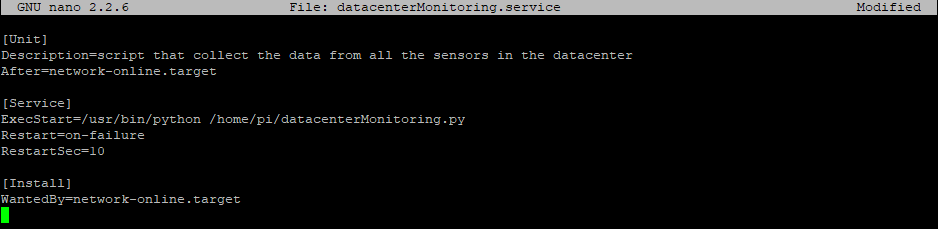 GNU nano 2.2.6 File: datacenterMonitoring.service Modified
[Unit]
Description=script that collect the data from all the sensors in the datacenter
After=network-online.target
[Service]
ExecStart=/usr/bin/python /home/pi/datacenterMonitoring.py
Restart=on-failure
RestartSec=10
[Install]
WantedBy=network-online.target